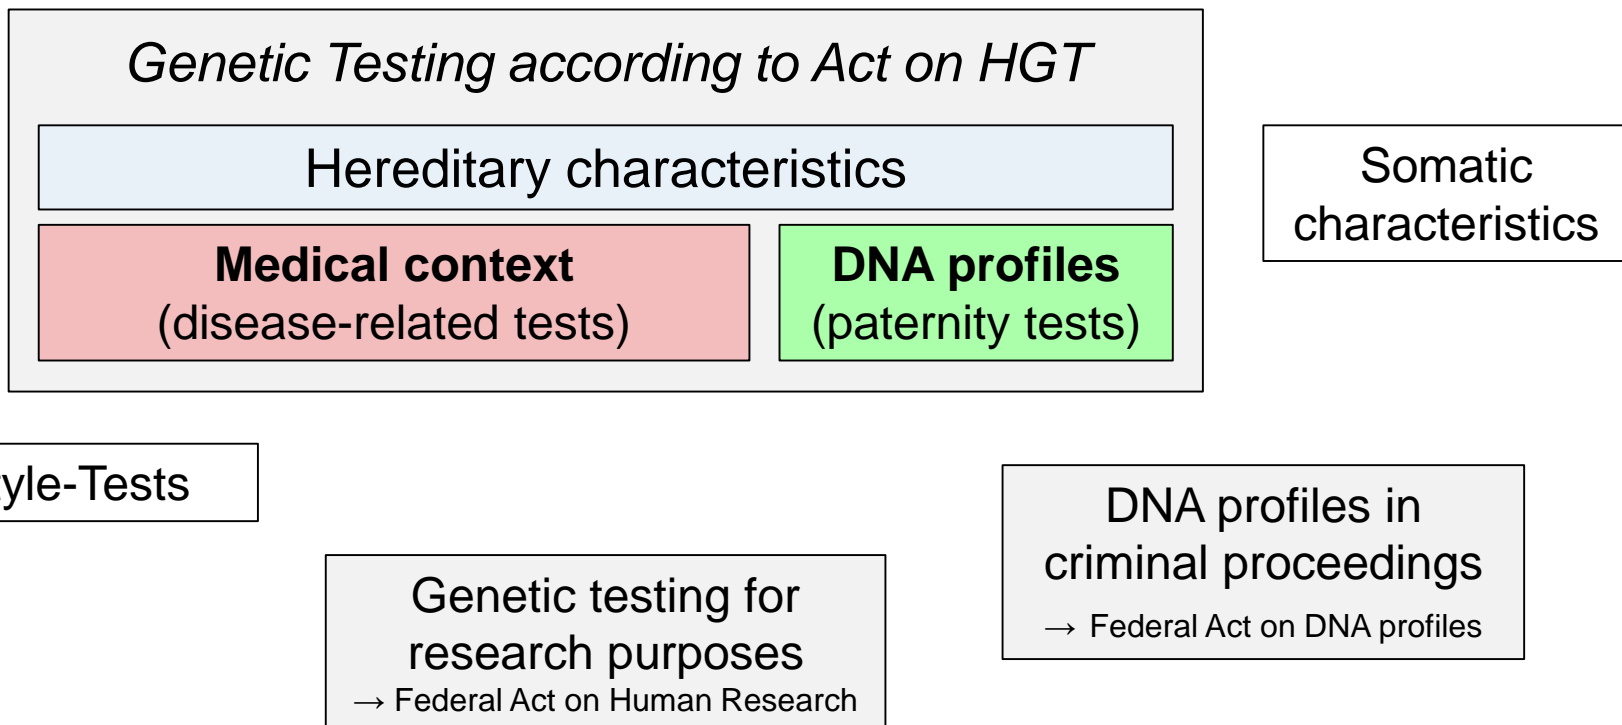 Genetic Testing according to Act on HGT
Hereditary characteristics
Medical context
(disease-related tests)
DNA profiles
(paternity tests)
Somatic
characteristics
yle-Tests
DNA profiles in
criminal proceedings
→ Federal Act on DNA profiles
Genetic testing for
research purposes
→ Federal Act on Human Research